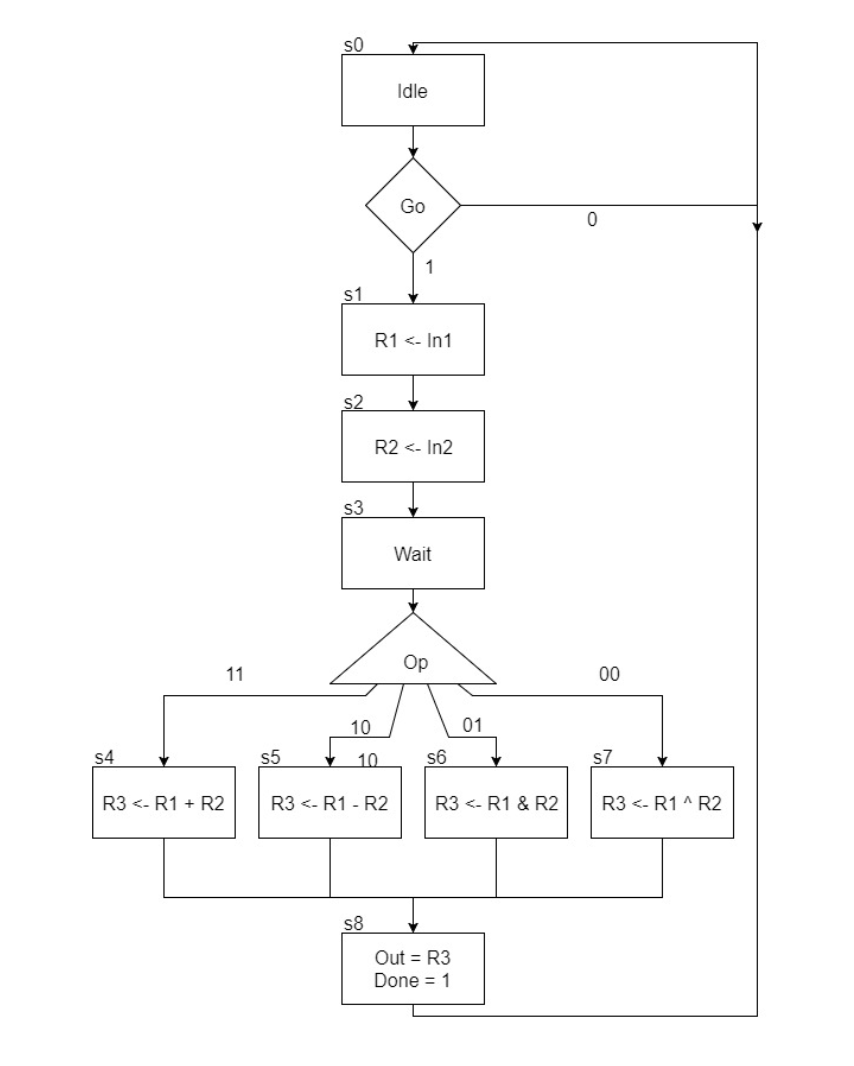 s0
Idle
Go
0
1
s1
R1 <- In1
s2
R2 <- In2
s3
Wait
Op
11
00
10
01
s4
s5
10
s6
s7
R3 <- R1 + R2
R3 <- R1 - R2
R3 <- R1 & R2
R3 <- R1 ^ R2
s8
Out = R3
Done = 1